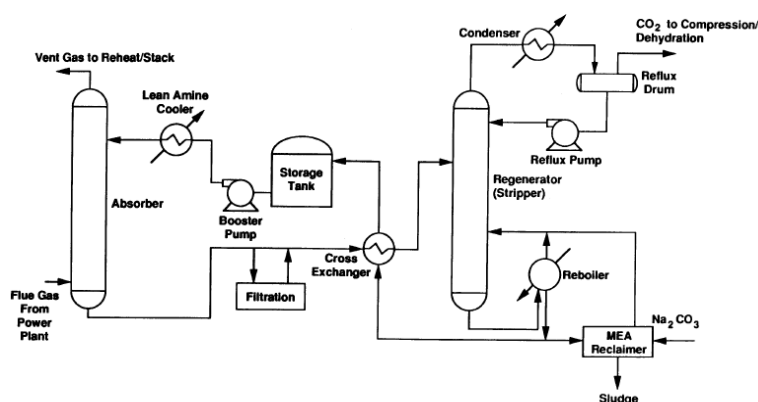 Condenser
CO2 to Compression/
Dehydration
Vent Gas to Reheat/Stack
Reflux
Drum
Lean Amine
Cooler
Storage
Tank
Reflux Pump
Regenerator
(Stripper)
Absorber
Booster
Pump
Cross
Exchanger
Reboiler
Flue Gas
From
Power
Plant
Filtration
Na2CO3
MEA
Reclaimer
Sludge